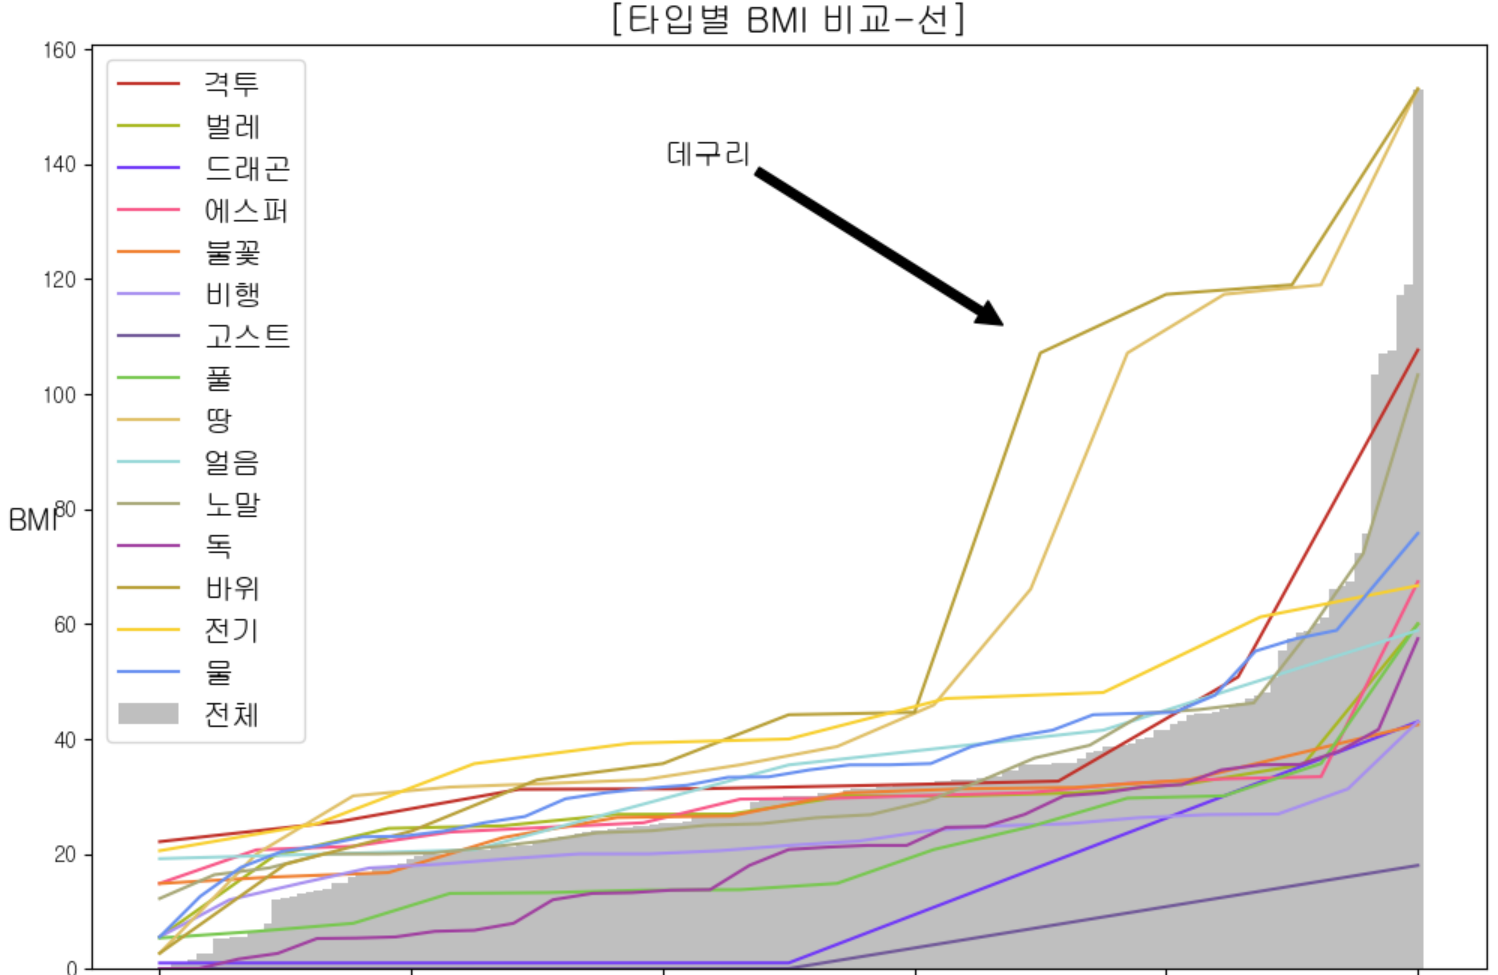 [타입별 BMI 비교-선]
160
140
120
100
80
60
40
20
0
BMI
격투
벌레
드래곤
에스퍼
불꽃
비행
고스트
풀
땅
얼음
노말
독
바위
전기
물
전체
데구리